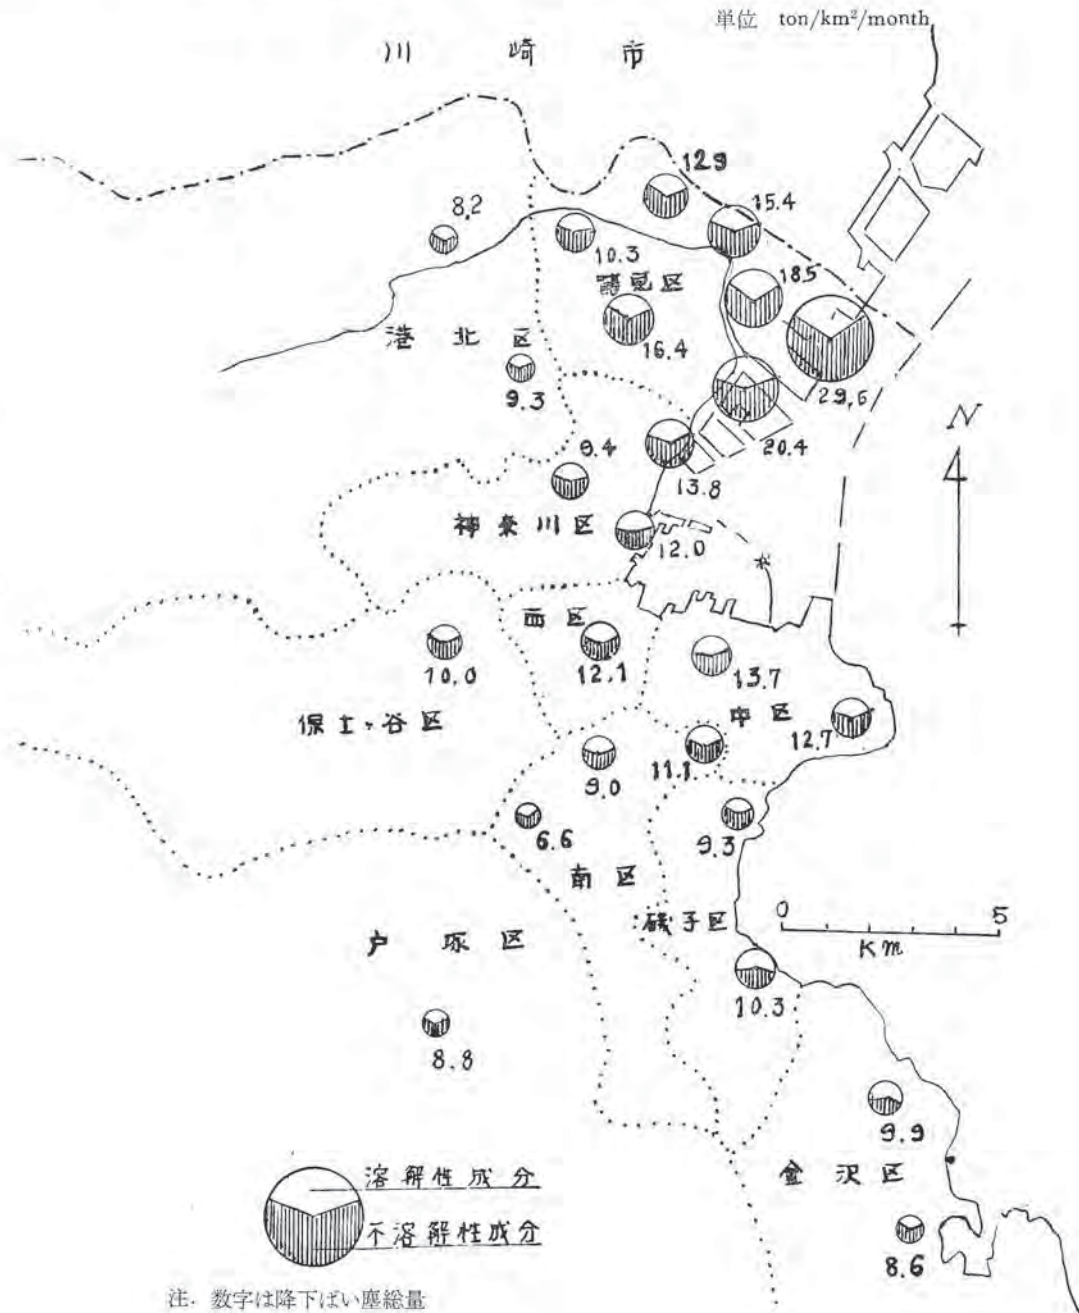 単位 ton/km²/month
川崎市
12.9
15.4
8.2
10.3
18.5
鶴見区
港北区
16.4
9.3
29.6
N
20.4
9.4
13.8
神奈川区
12.0
西区
10.0
12.1
13.7
保土ヶ谷区
中区
12.7
11.1
9.0
6.6
9.3
南区
0 5
Km
磯子区
戸塚区
10.3
8.8
9.9
金沢区
溶解性成分
不溶解性成分
8.6
注. 数字は降下ばい塵総量